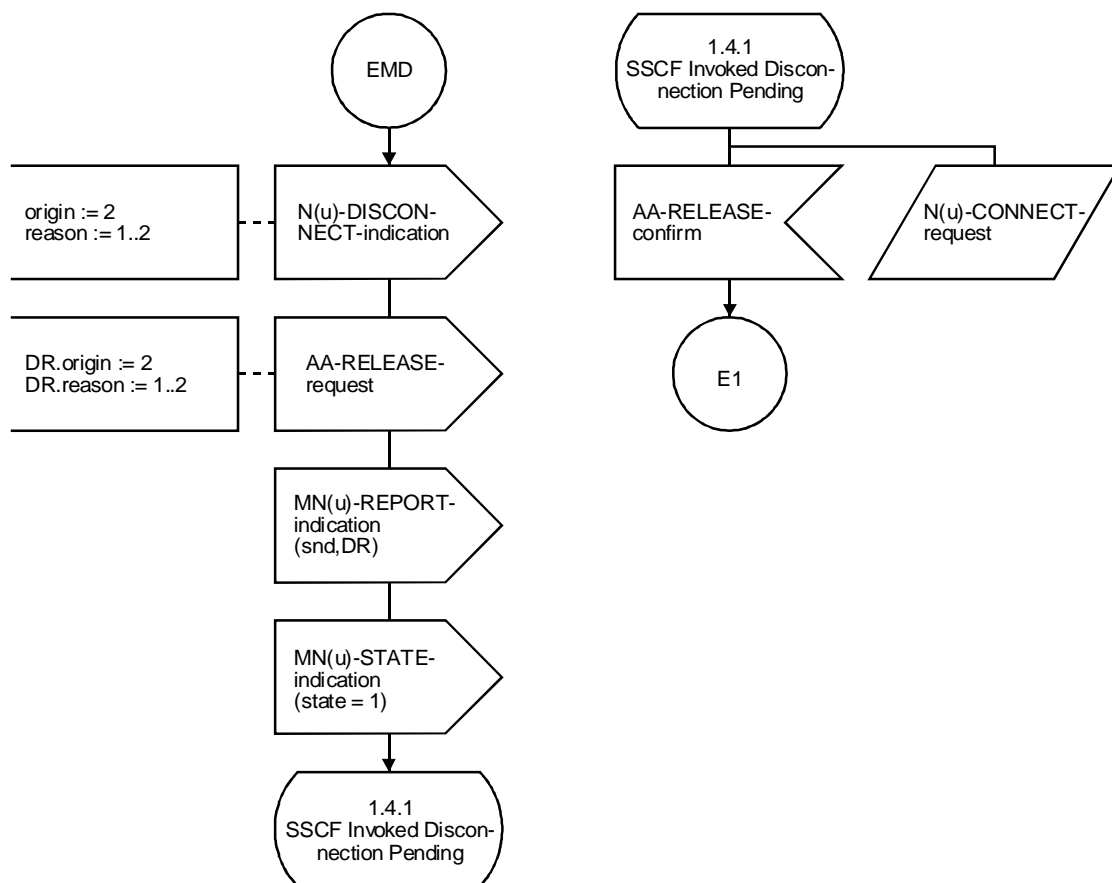 EMD
origin := 2
reason := 1..2
N(u)-DISCON-
NECT-indication
DR.origin := 2
DR.reason := 1..2
AA-RELEASE-
request
MN(u)-REPORT-
indication
(snd,DR)
MN(u)-STATE-
indication
(state = 1)
1.4.1
SSCF Invoked Discon-
nection Pending
1.4.1
SSCF Invoked Discon-
nection Pending
AA-RELEASE-
confirm
N(u)-CONNECT-
request
E1